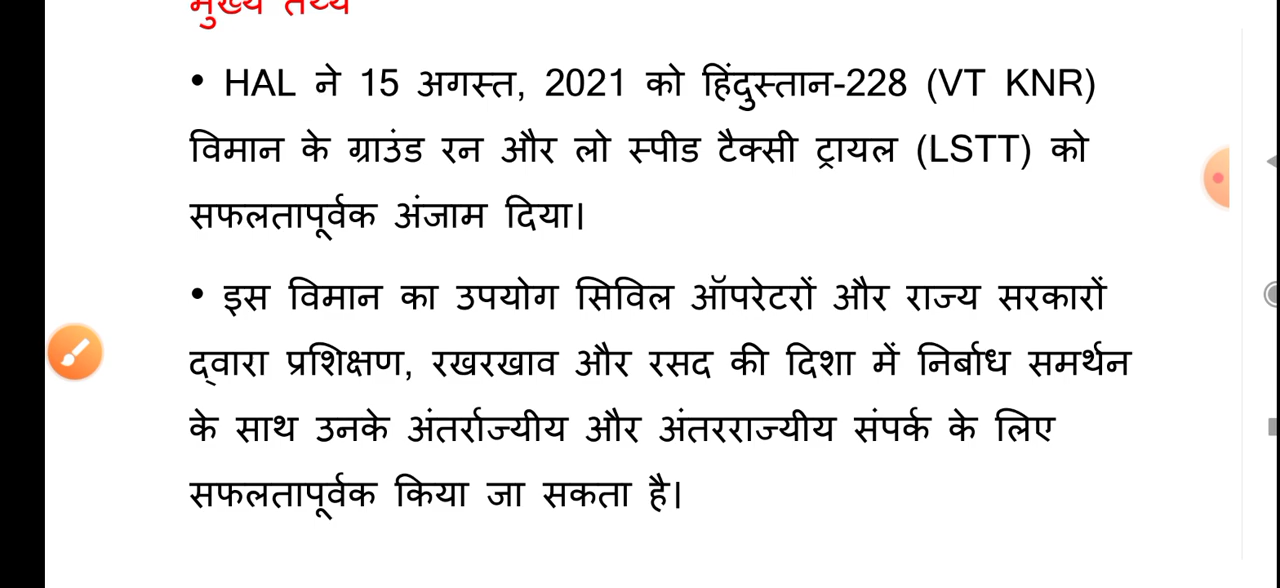 मुख्य तथ्य
• HAL ने 15 अगस्त, 2021 को हिंदुस्तान-228 (VT KNR)
विमान के ग्राउंड रन और लो स्पीड टैक्सी ट्रायल (LSTT) को
सफलतापूर्वक अंजाम दिया।
• इस विमान का उपयोग सिविल ऑपरेटरों और राज्य सरकारों
द्वारा प्रशिक्षण, रखरखाव और रसद की दिशा में निर्बाध समर्थन
के साथ उनके अंतर्राज्यीय और अंतरराज्यीय संपर्क के लिए
सफलतापूर्वक किया जा सकता है।